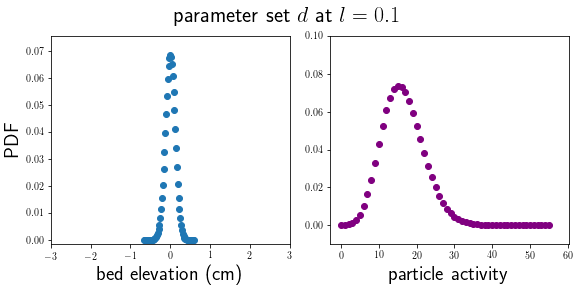 parameter set d at l = 0.1
PDF
0.07
0.06
0.05
0.04
0.03
0.02
0.01
0.00
−3 −2 −1 0 1 2 3
bed elevation (cm)
0.10
0.08
0.06
0.04
0.02
0.00
0 10 20 30 40 50 60
particle activity